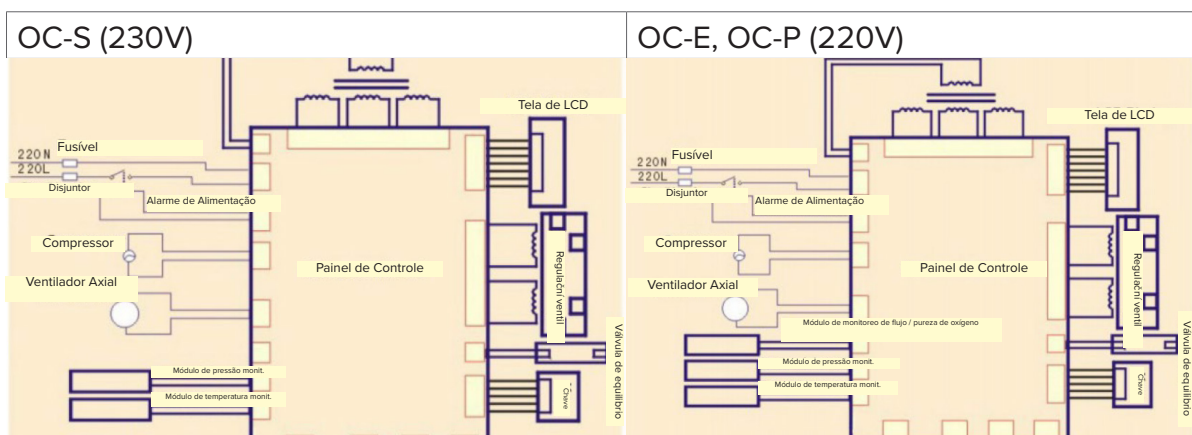 OC-S (230V)
Tela de LCD
Fusível
220N
220L
Disjuntor
Alarme de Alimentação
Compressor
Painel de Controle
Ventilador Axial
Regulační ventil
Válvula de equilíbrio
Módulo de pressão monit.
Módulo de temperatura monit.
Chave
OC-E, OC-P (220V)
Tela de LCD
Fusível
220N
220L
Disjuntor
Alarme de Alimentação
Compressor
Painel de Controle
Ventilador Axial
Regulační ventil
Módulo de monitoreo de flujo / pureza de oxígeno
Válvula de equilíbrio
Módulo de pressão monit.
Módulo de temperatura monit.
Chave